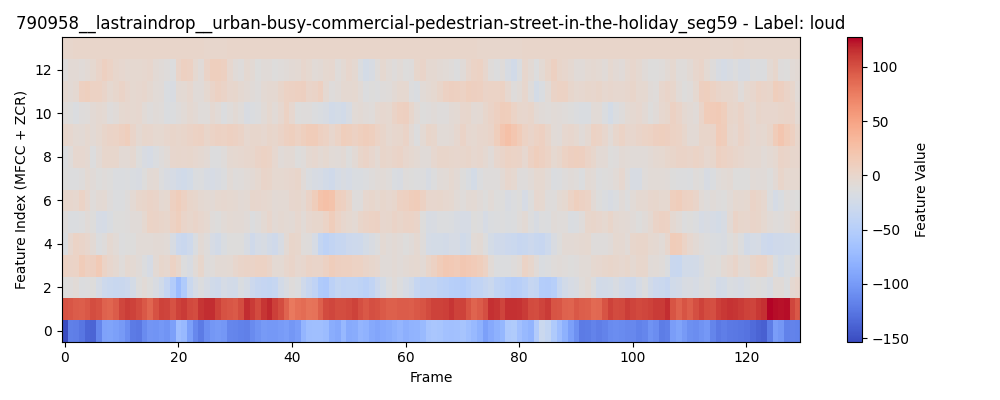 790958__lastraindrop__urban-busy-commercial-pedestrian-street-in-the-holiday_seg59 - Label: loud
Feature Index (MFCC + ZCR)
12
10
8
6
4
2
0
0 20 40 60 80 100 120
Frame
100
50
0
−50
−100
−150
Feature Value